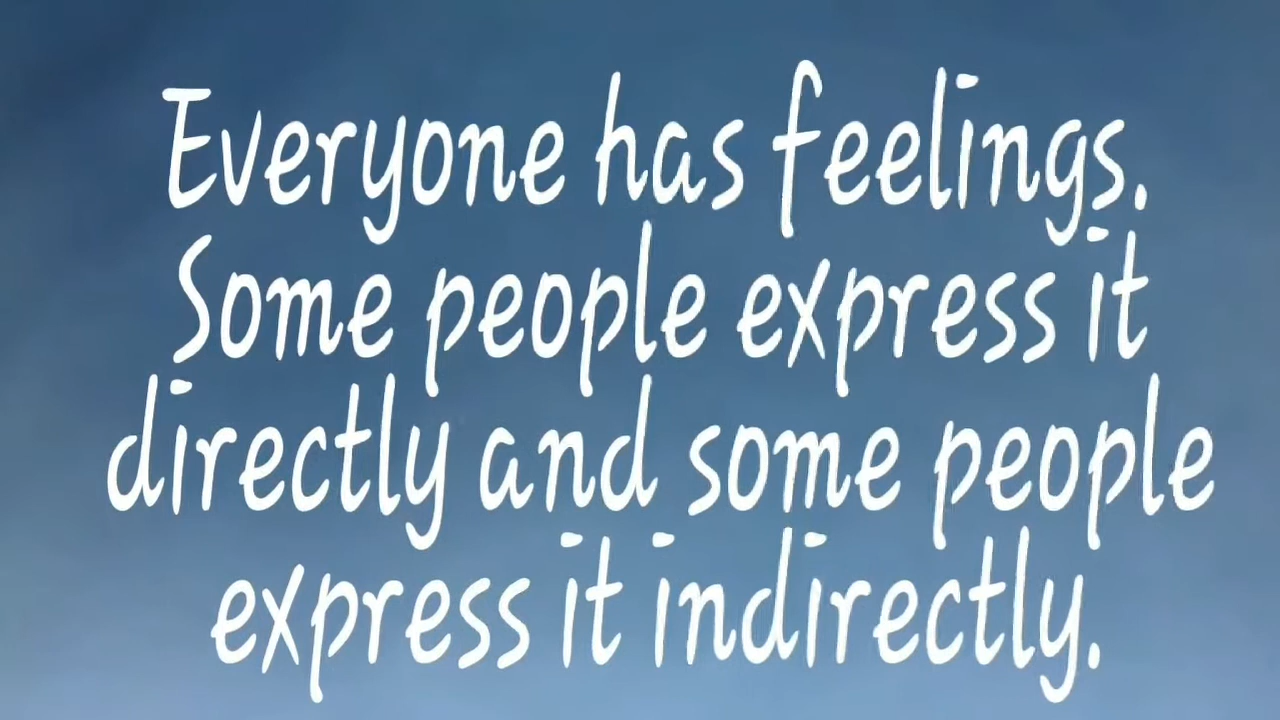 Everyone has feelings.
Some people express it
directly and some people
express it indirectly.